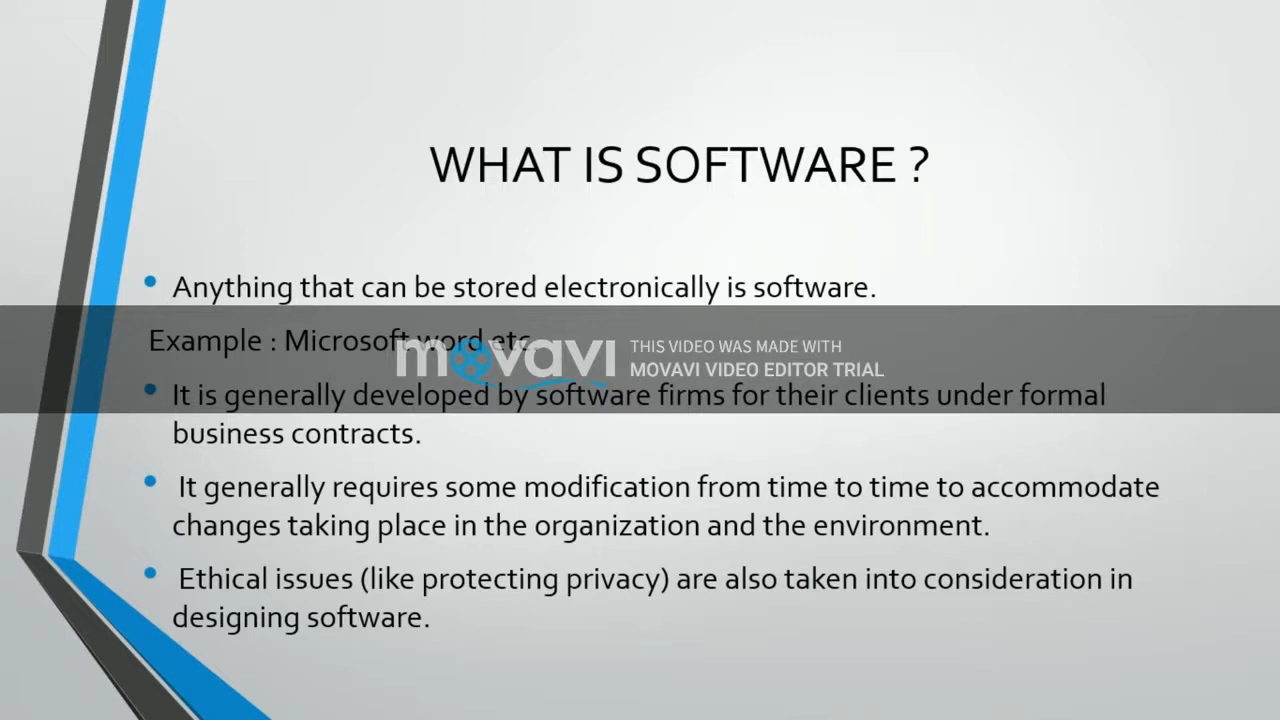 WHAT IS SOFTWARE ?
• Anything that can be stored electronically is software.
Example : Microsoft word etc
movavi
THIS VIDEO WAS MADE WITH
MOVAVI VIDEO EDITOR TRIAL
• It is generally developed by software firms for their clients under formal
business contracts.
• It generally requires some modification from time to time to accommodate
changes taking place in the organization and the environment.
• Ethical issues (like protecting privacy) are also taken into consideration in
designing software.